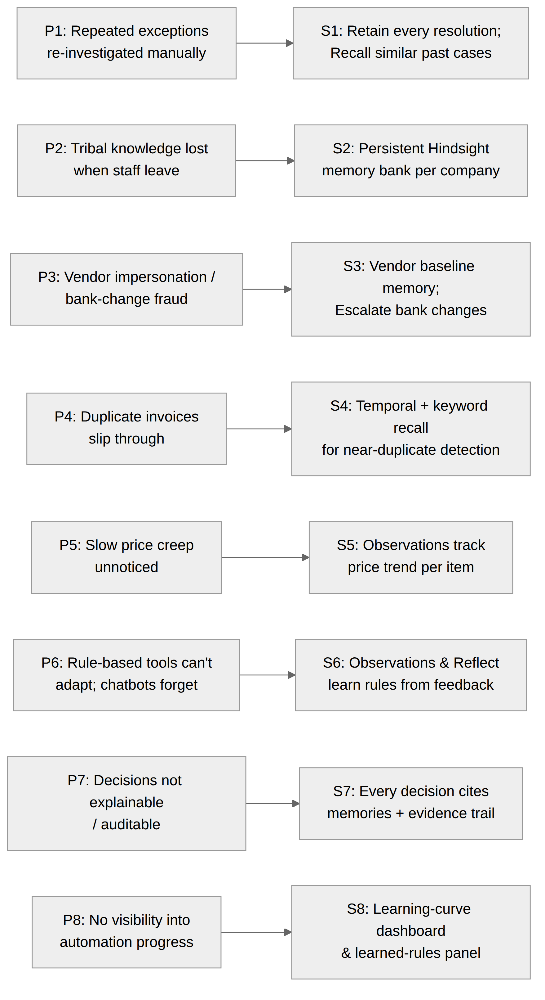 P1: Repeated exceptions
re-investigated manually
S1: Retain every resolution;
Recall similar past cases
P2: Tribal knowledge lost
when staff leave
S2: Persistent Hindsight
memory bank per company
P3: Vendor impersonation /
bank-change fraud
S3: Vendor baseline
memory;
Escalate bank changes
P4: Duplicate invoices
slip through
S4: Temporal + keyword
recall
for near-duplicate detection
P5: Slow price creep
unnoticed
S5: Observations track
price trend per item
P6: Rule-based tools can't
adapt; chatbots forget
S6: Observations & Reflect
learn rules from feedback
P7: Decisions not
explainable
/ auditable
S7: Every decision cites
memories + evidence trail
P8: No visibility into
automation progress
S8: Learning-curve
dashboard
& learned-rules panel